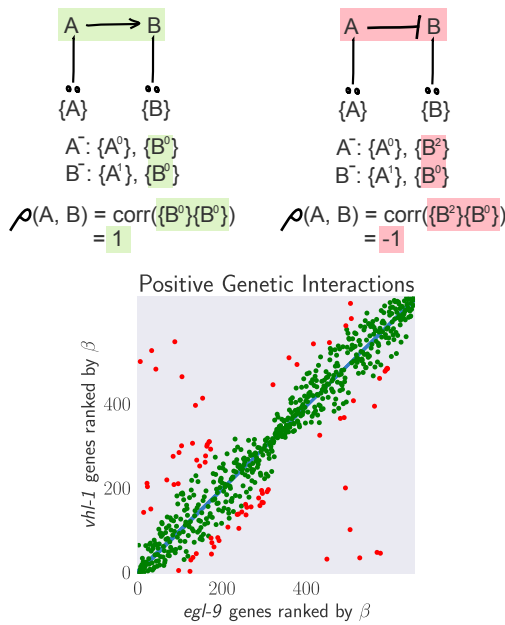 A B
{A} {B}
A⁻: {A⁰}, {B⁰}
B⁻: {A¹}, {B⁰}
ρ(A, B) = corr({B⁰}{B⁰})
= 1
A B
{A} {B}
A⁻: {A⁰}, {B²}
B⁻: {A¹}, {B⁰}
ρ(A, B) = corr({B²}{B⁰})
= -1
Positive Genetic Interactions
vhl-1 genes ranked by β
400
200
0
0 200 400
egl-9 genes ranked by β